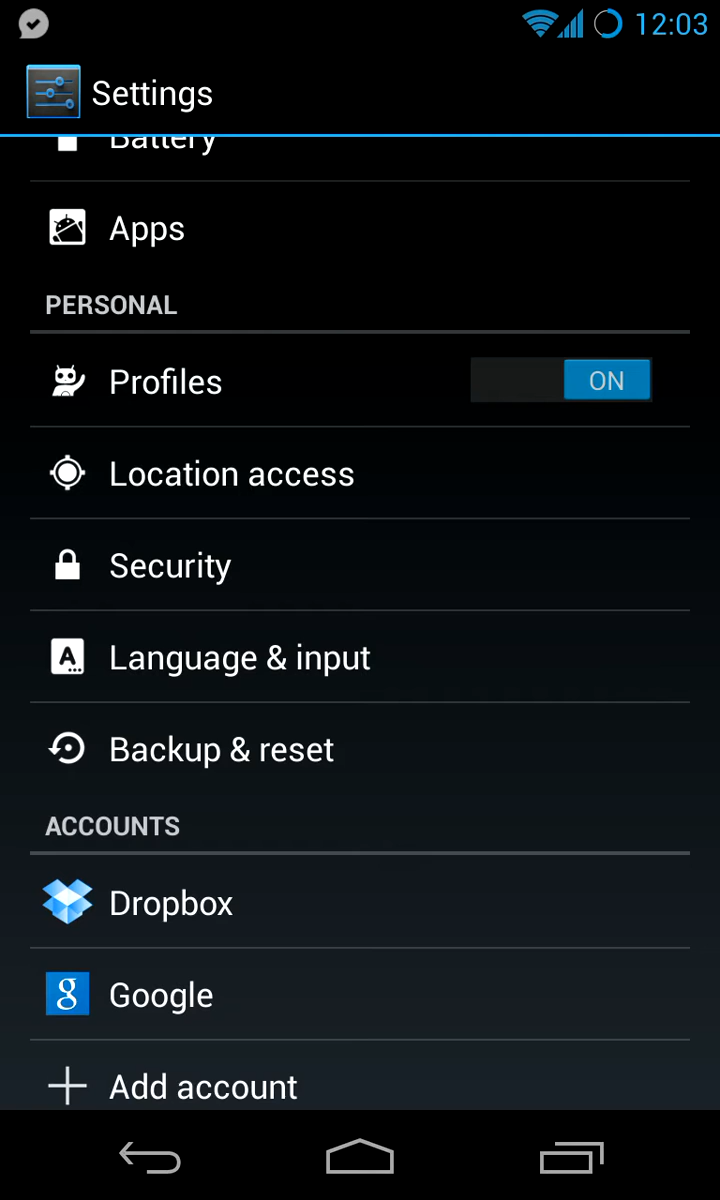 12:03
Settings
Battery
Apps
PERSONAL
Profiles ON
Location access
Security
Language & input
Backup & reset
ACCOUNTS
Dropbox
Google
Add account